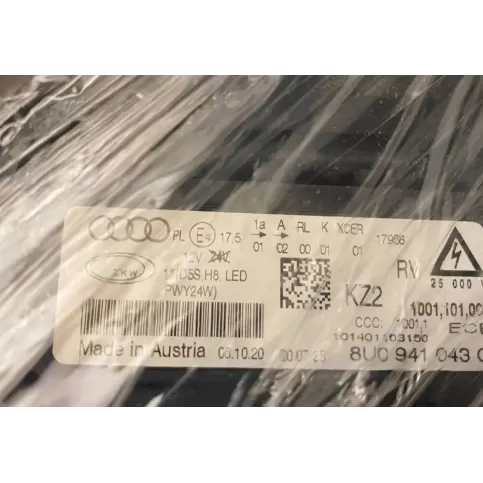 1a A RL K XCER 17966
PL E4 17.5 → → → →
01 02 00 01 01
12V 24V RV
ZKW D5S, H8, LED 25 000 V
PWY24W) KZ2 1001,101,00
CCC: 1001,1
101401103150
Made in Austria 06.10.20 00:07:25 8U0 941 043